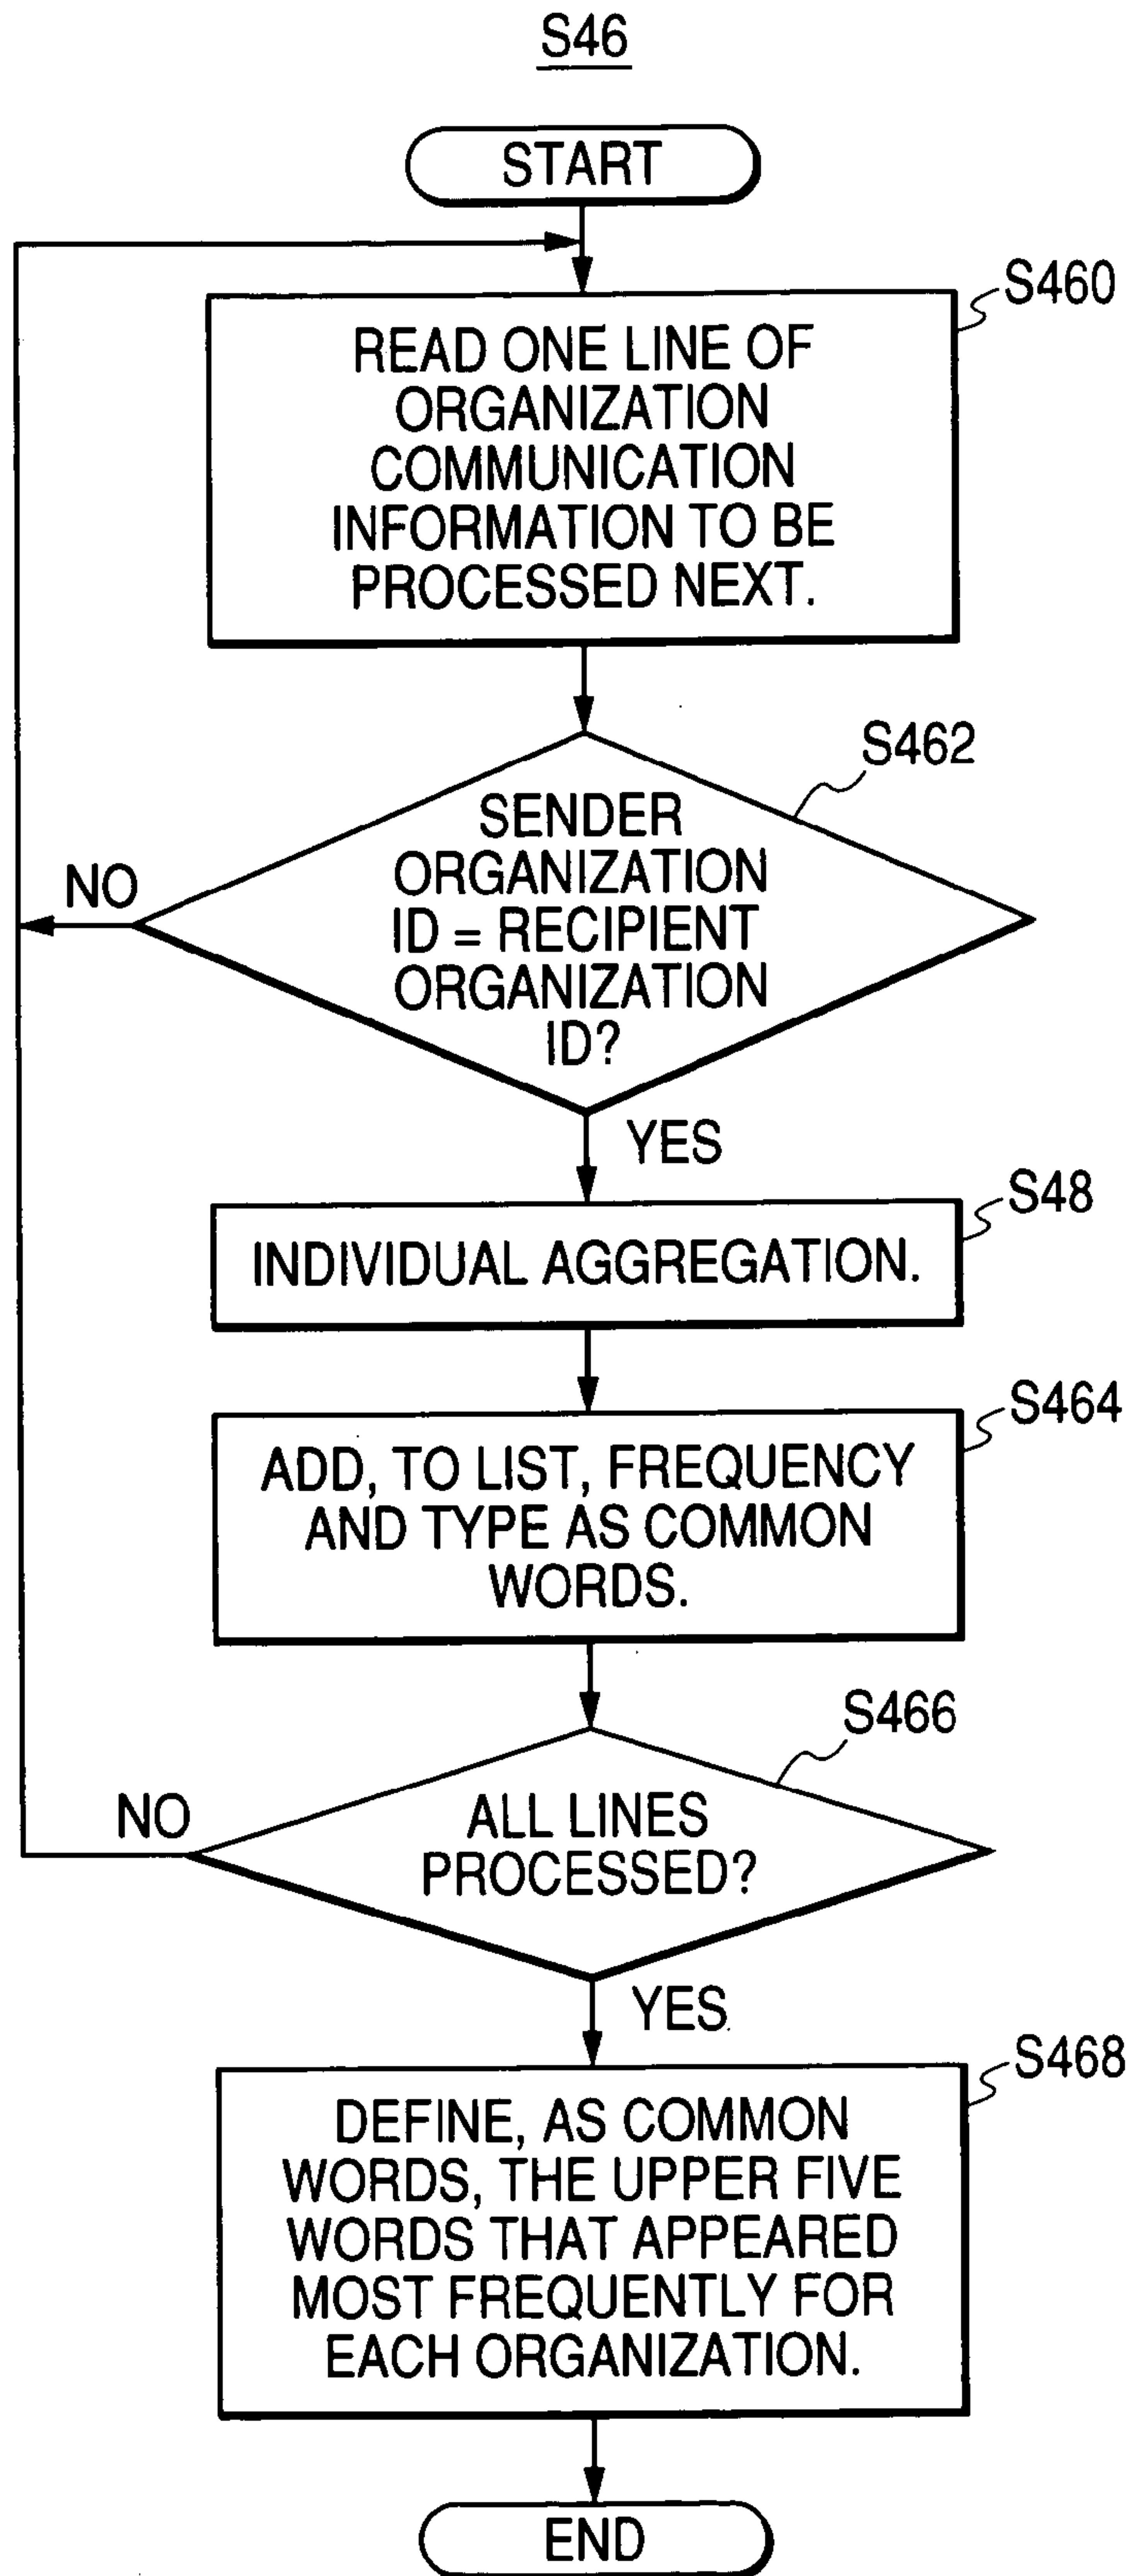 S46
START
S460
READ ONE LINE OF
ORGANIZATION
COMMUNICATION
INFORMATION TO BE
PROCESSED NEXT.
S462
SENDER
ORGANIZATION
ID = RECIPIENT
ORGANIZATION
ID?
NO
YES
S48
INDIVIDUAL AGGREGATION.
S464
ADD, TO LIST, FREQUENCY
AND TYPE AS COMMON
WORDS.
S466
ALL LINES
PROCESSED?
NO
YES
S468
DEFINE, AS COMMON
WORDS, THE UPPER FIVE
WORDS THAT APPEARED
MOST FREQUENTLY FOR
EACH ORGANIZATION.
END